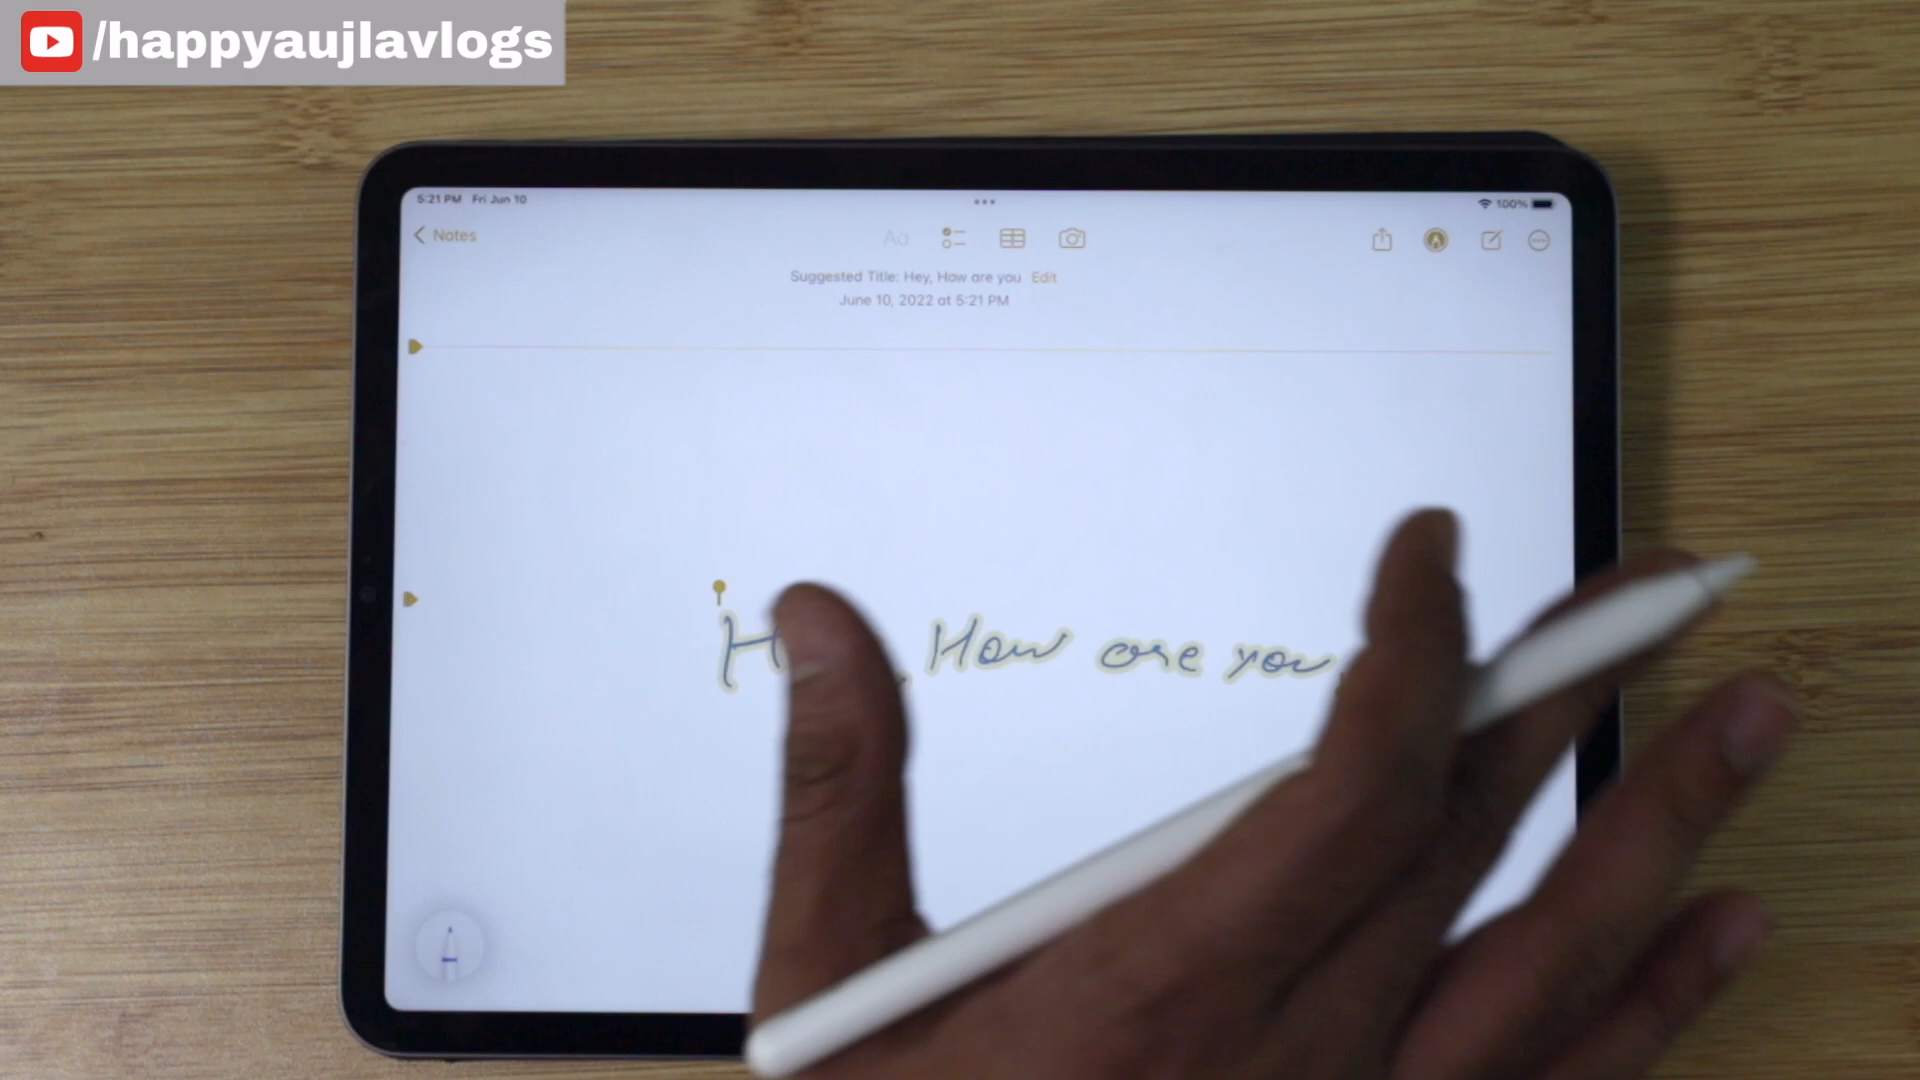 /happyaujlavlogs
5:21 PM Fri Jun 10
100%
Notes
Aa
Suggested Title: Hey, How are you Edit
June 10, 2022 at 5:21 PM
H , How are you